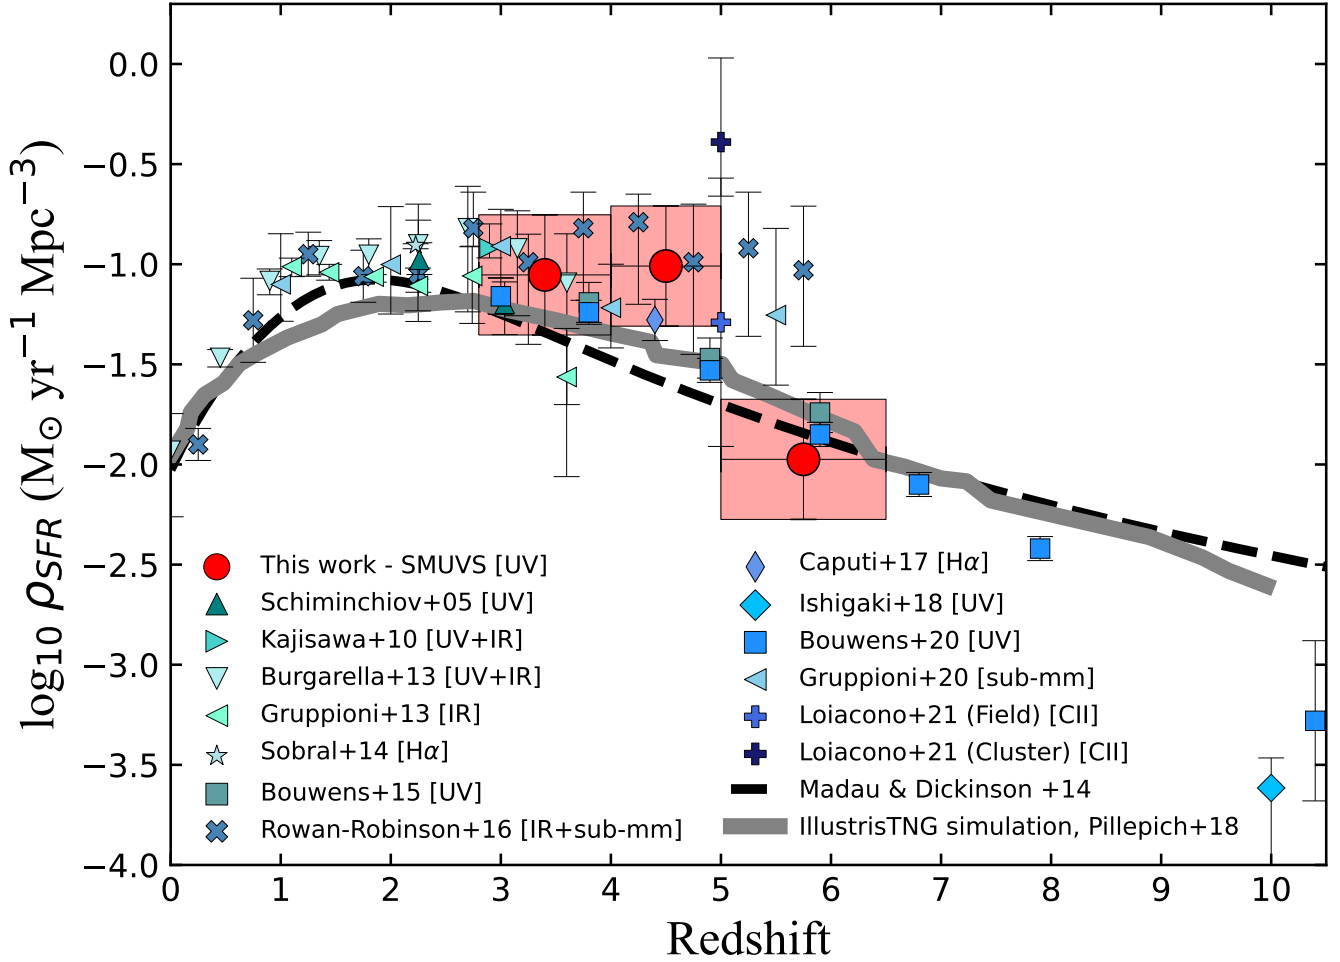 0.0
−0.5
−1.0
−1.5
−2.0
−2.5
−3.0
−3.5
−4.0
log10 ρSFR (M⊙ yr−1 Mpc−3)
This work - SMUVS [UV]
Schiminchiov+05 [UV]
Kajisawa+10 [UV+IR]
Burgarella+13 [UV+IR]
Gruppioni+13 [IR]
Sobral+14 [Hα]
Bouwens+15 [UV]
Rowan-Robinson+16 [IR+sub-mm]
Caputi+17 [Hα]
Ishigaki+18 [UV]
Bouwens+20 [UV]
Gruppioni+20 [sub-mm]
Loiacono+21 (Field) [CII]
Loiacono+21 (Cluster) [CII]
Madau & Dickinson +14
IllustrisTNG simulation, Pillepich+18
0 1 2 3 4 5 6 7 8 9 10
Redshift